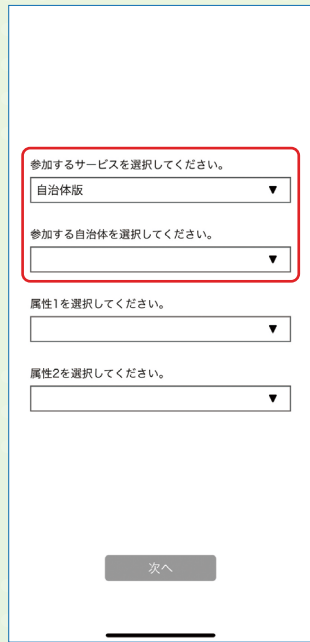 参加するサービスを選択してください。
自治体版 ▼
参加する自治体を選択してください。
▼
属性1を選択してください。
▼
属性2を選択してください。
▼
次へ